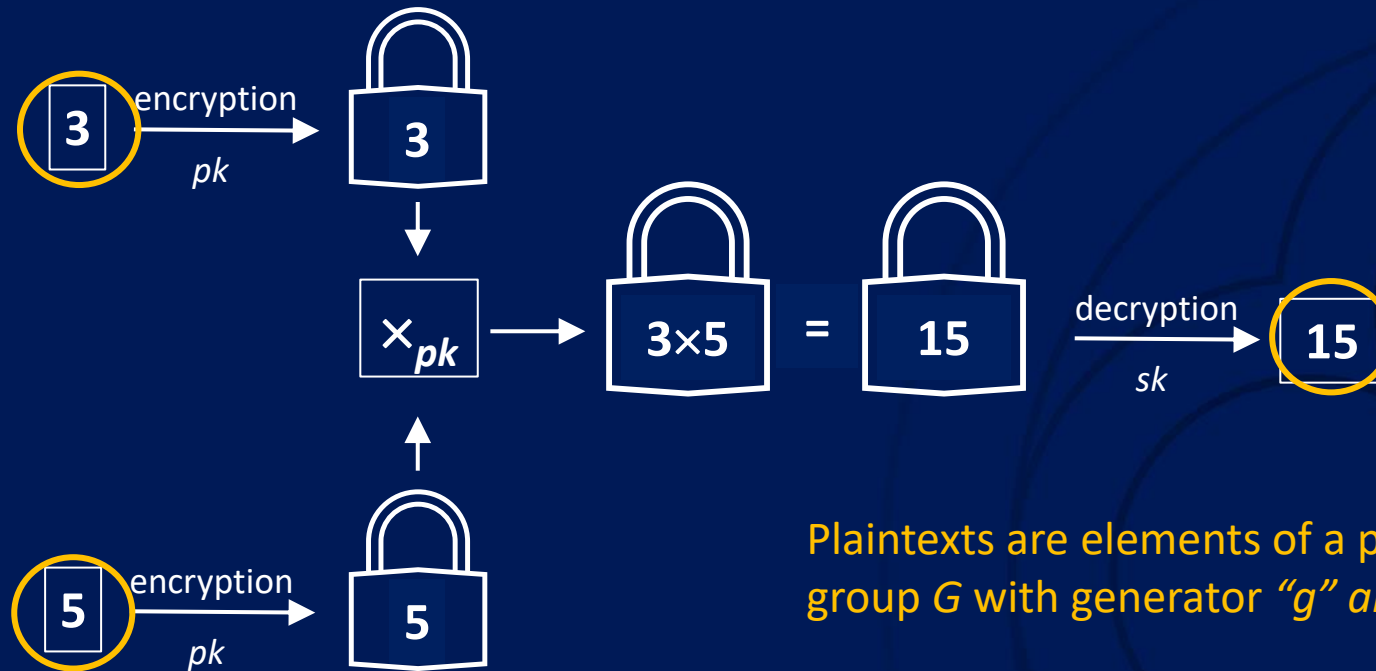 3
encryption
pk
3
×pk
3×5
=
15
decryption
sk
15
5
encryption
pk
5
Plaintexts are elements of a
group G with generator “g”